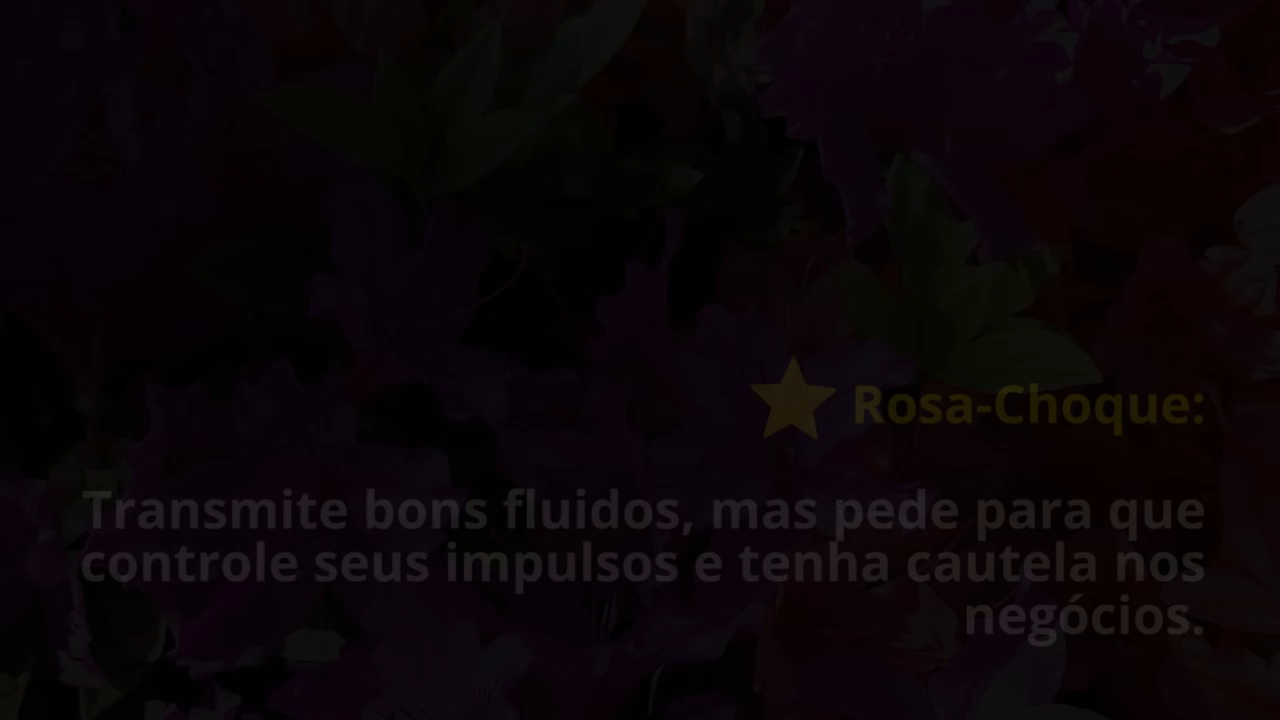 Rosa-Choque:
Transmite bons fluidos, mas pede para que
controle seus impulsos e tenha cautela nos
negócios.